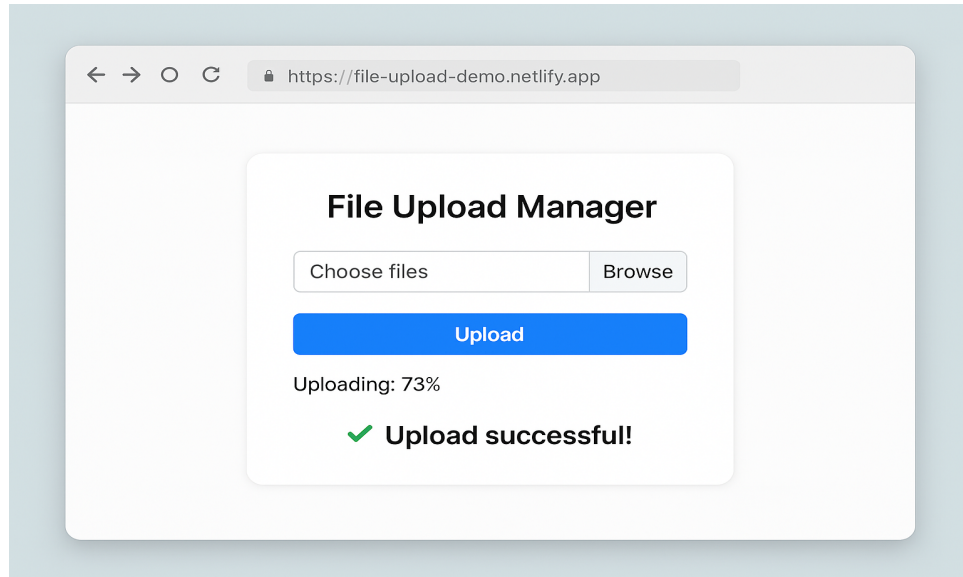 https://file-upload-demo.netlify.app
File Upload Manager
Choose files Browse
Upload
Uploading: 73%
Upload successful!